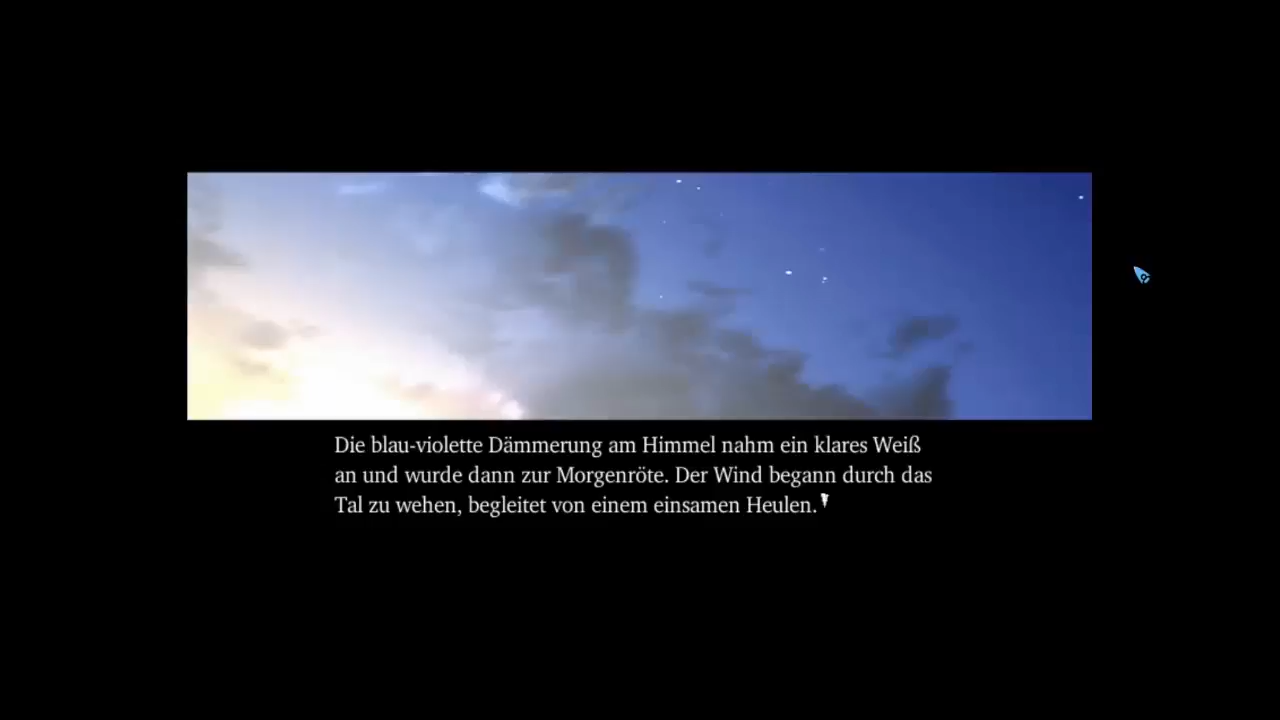 Die blau-violette Dämmerung am Himmel nahm ein klares Weiß
an und wurde dann zur Morgenröte. Der Wind begann durch das
Tal zu wehen, begleitet von einem einsamen Heulen.